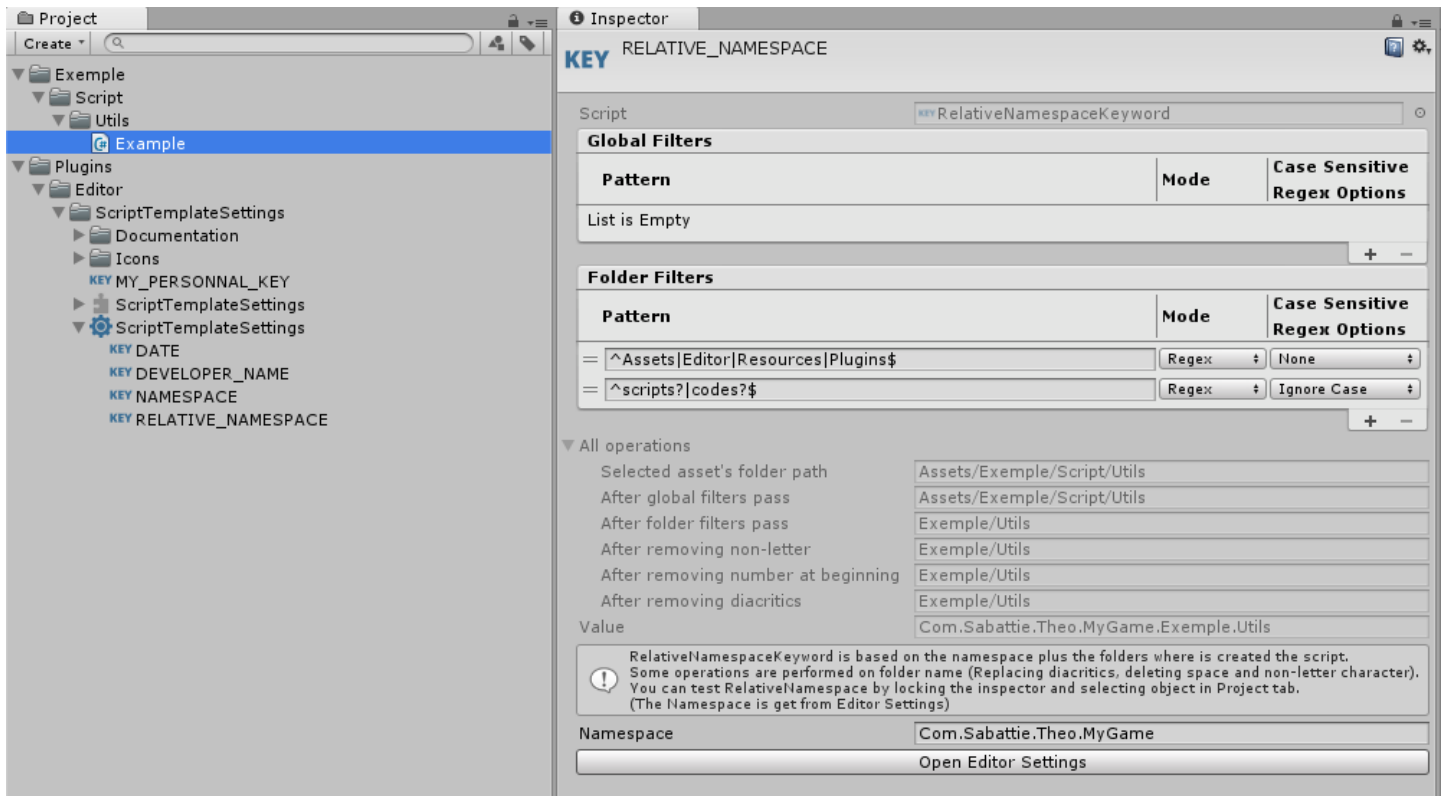 Project
Create
Exemple
Script
Utils
Example
Plugins
Editor
ScriptTemplateSettings
Documentation
Icons
KEY MY_PERSONNAL_KEY
ScriptTemplateSettings
ScriptTemplateSettings
KEY DATE
KEY DEVELOPER_NAME
KEY NAMESPACE
KEY RELATIVE_NAMESPACE
Inspector
KEY RELATIVE_NAMESPACE
Script KEY RelativeNamespaceKeyword
Global Filters
Pattern Mode Case Sensitive
Regex Options
List is Empty
+ −
Folder Filters
Pattern Mode Case Sensitive
Regex Options
= ^Assets|Editor|Resources|Plugins$ Regex None
= ^scripts?|codes?$ Regex Ignore Case
+ −
All operations
Selected asset's folder path Assets/Exemple/Script/Utils
After global filters pass Assets/Exemple/Script/Utils
After folder filters pass Exemple/Utils
After removing non-letter Exemple/Utils
After removing number at beginning Exemple/Utils
After removing diacritics Exemple/Utils
Value Com.Sabattie.Theo.MyGame.Exemple.Utils
RelativeNamespaceKeyword is based on the namespace plus the folders where is created the script.
Some operations are performed on folder name (Replacing diacritics, deleting space and non-letter character).
You can test RelativeNamespace by locking the inspector and selecting object in Project tab.
(The Namespace is get from Editor Settings)
Namespace Com.Sabattie.Theo.MyGame
Open Editor Settings